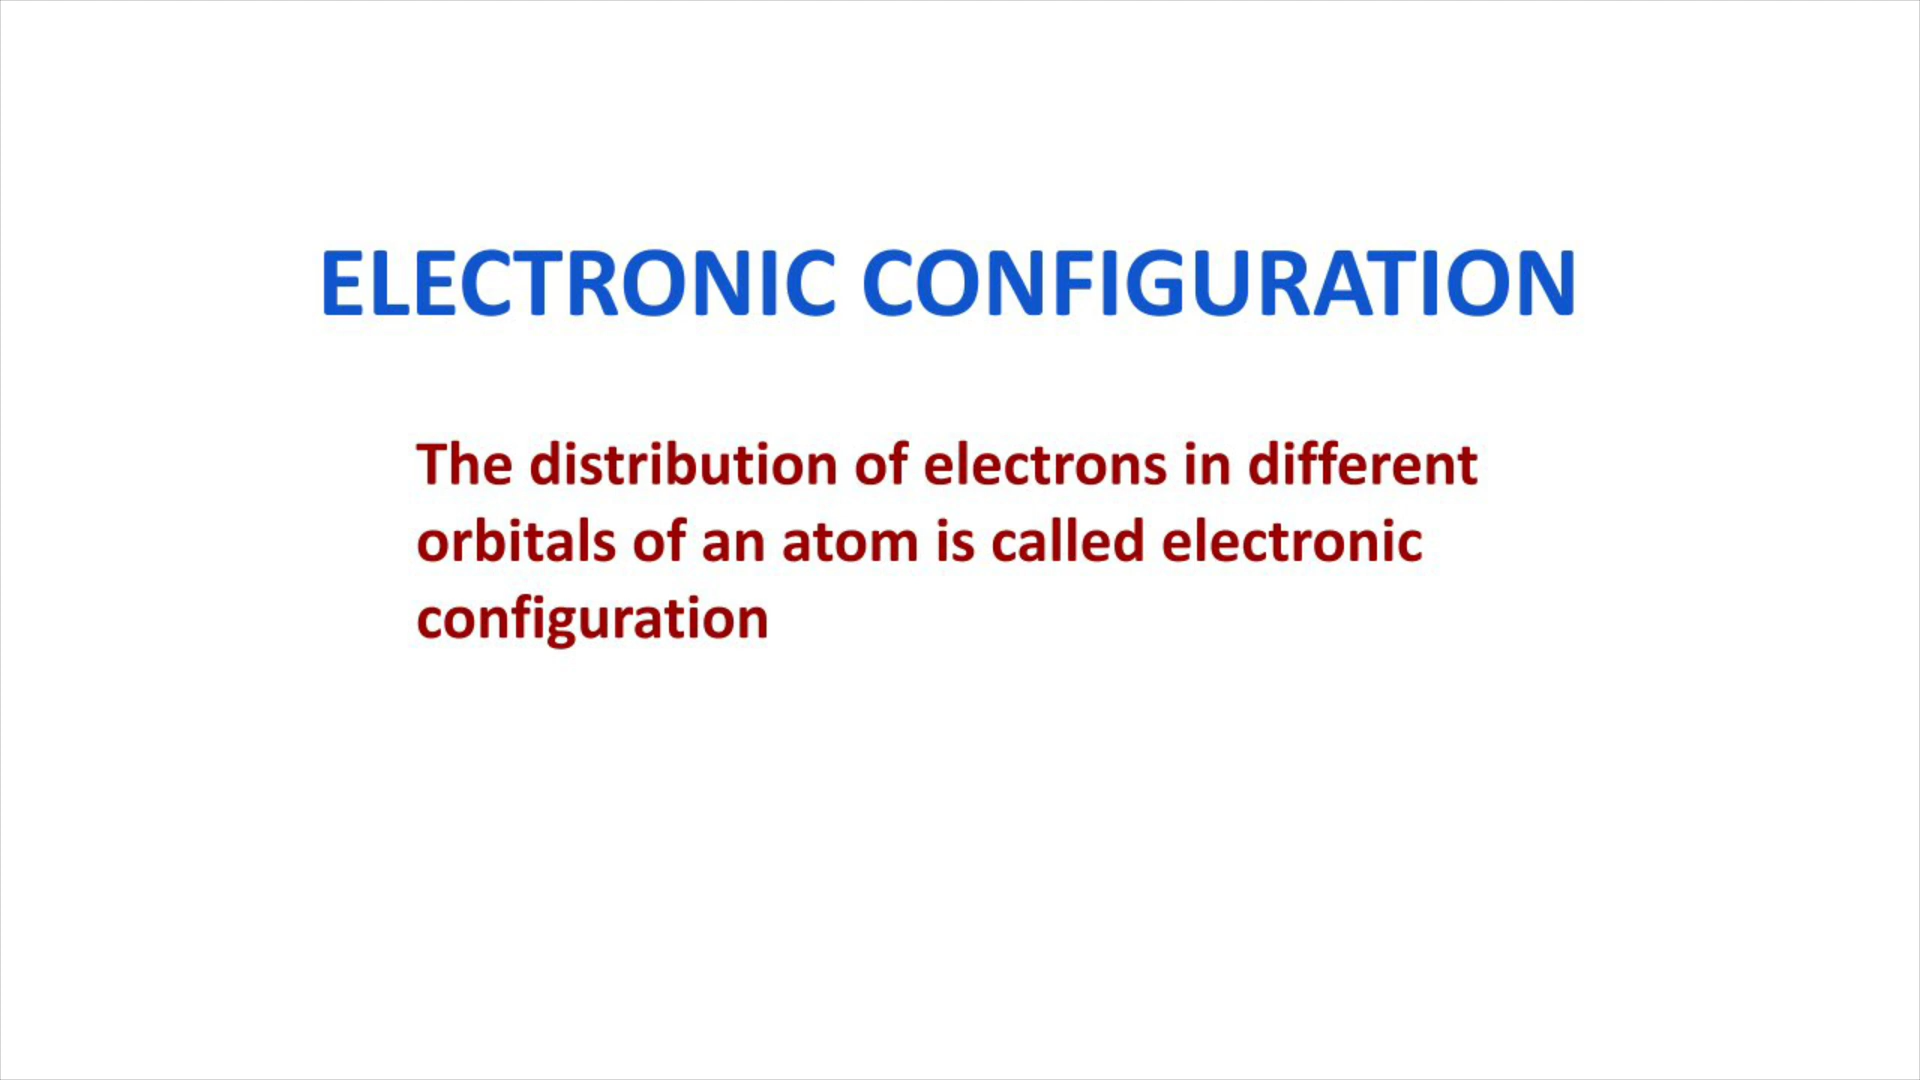 ELECTRONIC CONFIGURATION
The distribution of electrons in different
orbitals of an atom is called electronic
configuration